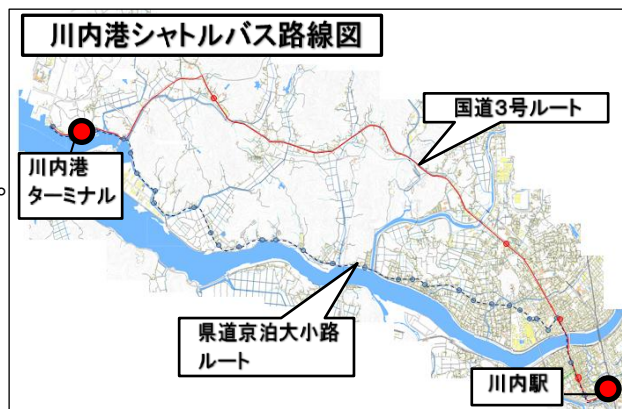 川内港シャトルバス路線図
国道3号ルート
川内港
ターミナル
県道京泊大小路
ルート
川内駅